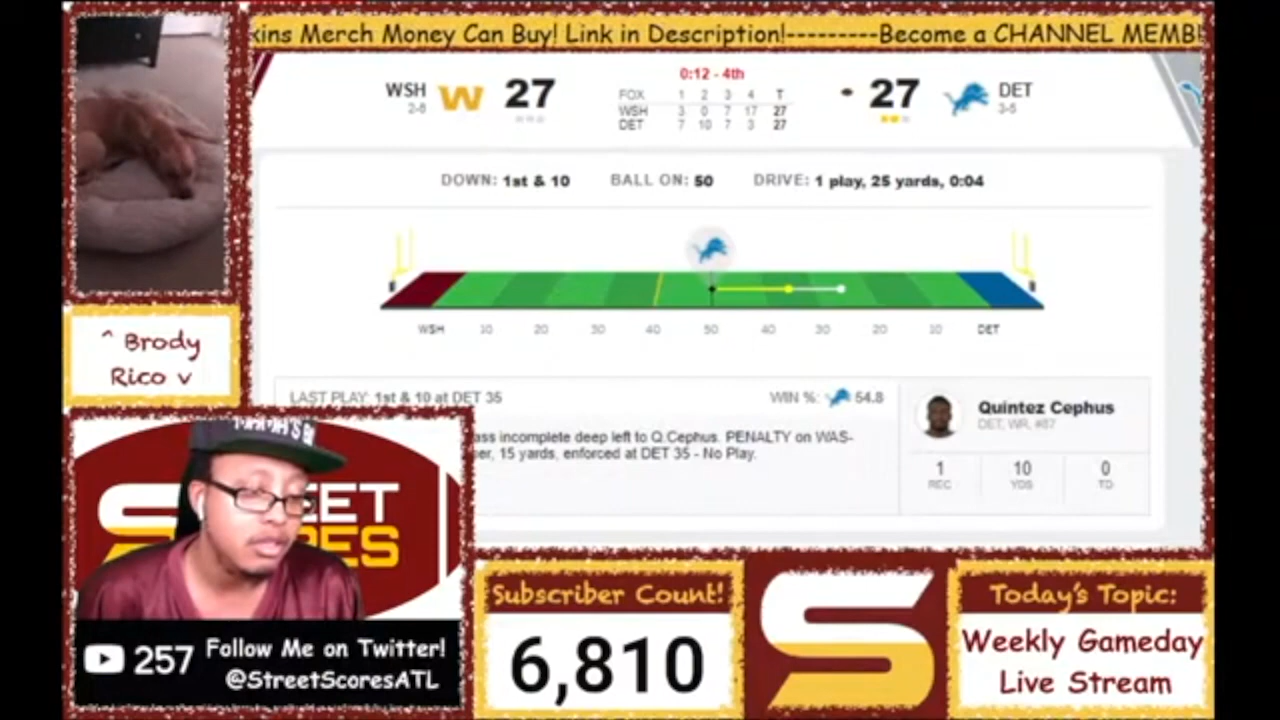 kins Merch Money Can Buy! Link in Description!---------Become a CHANNEL MEMB
WSH 27 0:12 - 4th 27 DET
2-6 3-5
FOX 1 2 3 4 T
WSH 3 0 7 17 27
DET 7 10 7 3 27
DOWN: 1st & 10 BALL ON: 50 DRIVE: 1 play, 25 yards, 0:04
WSH 10 20 30 40 50 40 30 20 10 DET
^ Brody
Rico v
LAST PLAY: 1st & 10 at DET 35 WIN %: 54.8
ass incomplete deep left to Q.Cephus. PENALTY on WAS-
er, 15 yards, enforced at DET 35 - No Play.
Quintez Cephus
DET, WR, #87
1 10 0
REC YDS TD
EET
RES
257 Follow Me on Twitter!
@StreetScoresATL
Subscriber Count!
6,810
Today's Topic:
Weekly Gameday
Live Stream